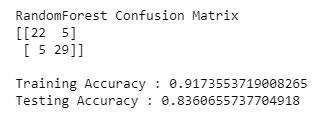 RandomForest Confusion Matrix
[[22  5]
 [ 5 29]]
Training Accuracy : 0.9173553719008265
Testing Accuracy : 0.8360655737704918